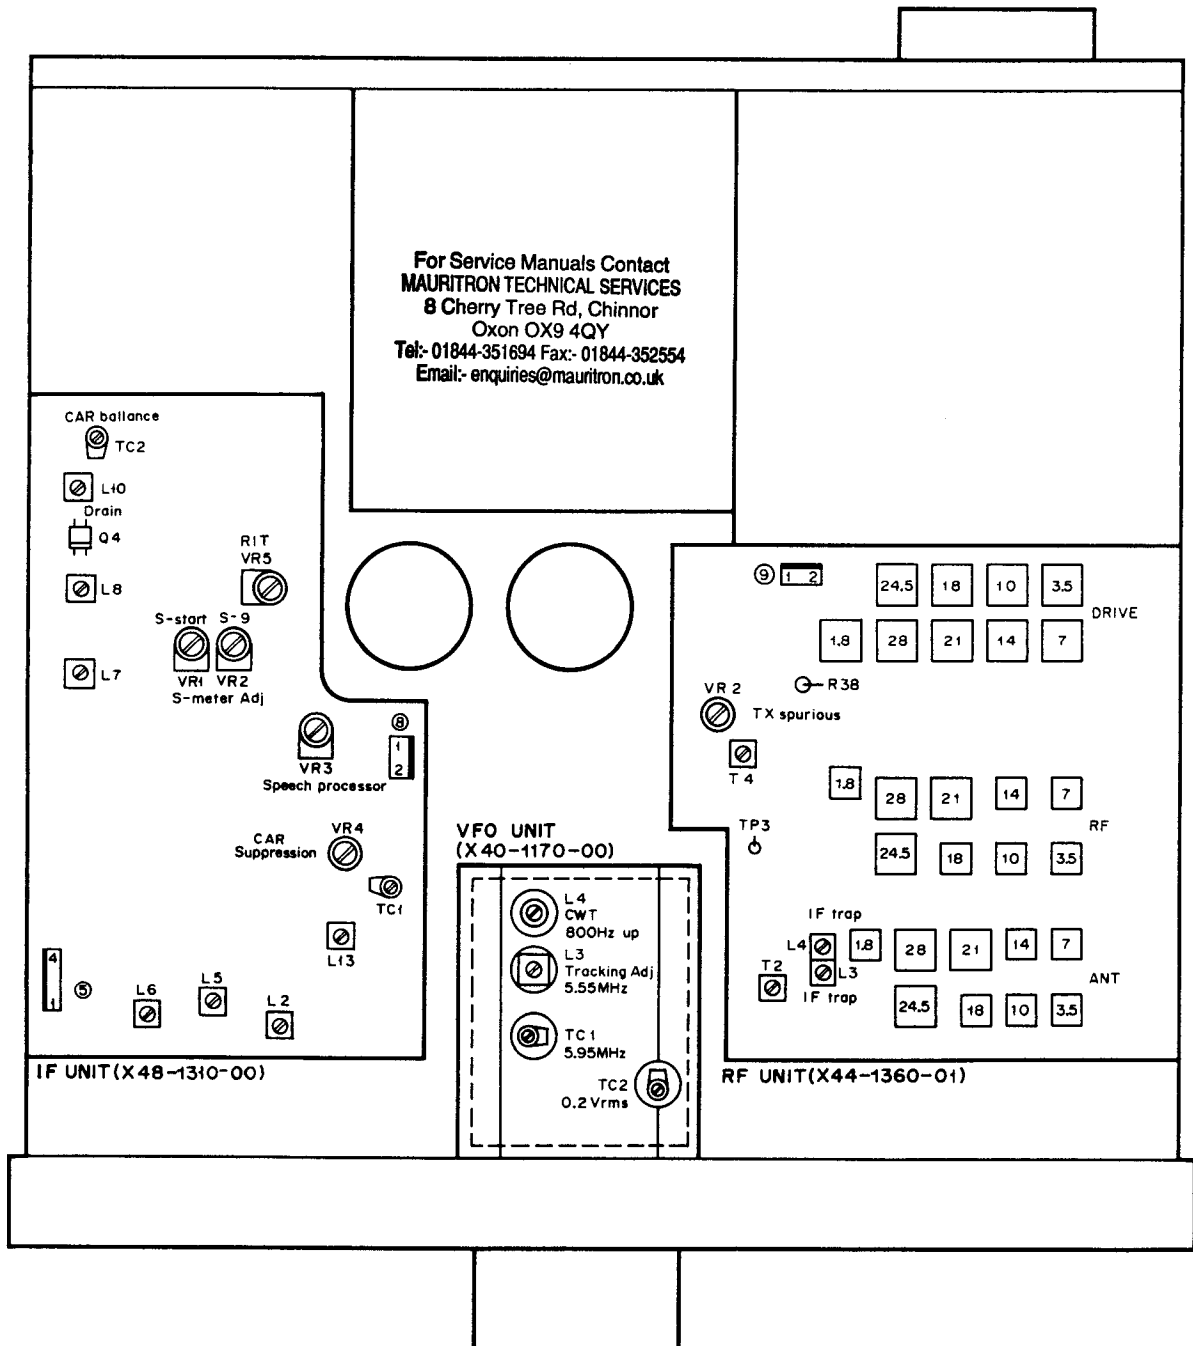 For Service Manuals Contact
MAURITRON TECHNICAL SERVICES
8 Cherry Tree Rd, Chinnor
Oxon OX9 4QY
Tel:- 01844-351694 Fax:- 01844-352554
Email:- enquiries@mauritron.co.uk
CAR ballance
TC2
L10
Drain
Q4
RIT
VR5
L8
S-start S-9
VR1 VR2
S-meter Adj
L7
8
1
2
VR3
Speech processor
VR4
CAR
Suppression
TC1
L13
4
1
5
L6
L5
L2
IF UNIT(X48-1310-00)
VFO UNIT
(X40-1170-00)
L4
CWT
800Hz up
L3
Tracking Adj
5.55MHz
TC1
5.95MHz
TC2
0.2Vrms
9 1 2
24.5 18 10 3.5
DRIVE
1.8 28 21 14 7
R38
VR2
TX spurious
T4
1.8 28 21 14 7
TP3
RF
24.5 18 10 3.5
IF trap
L4 1.8 28 21 14 7
T2 L3
ANT
IF trap
24.5 18 10 3.5
RF UNIT(X44-1360-01)